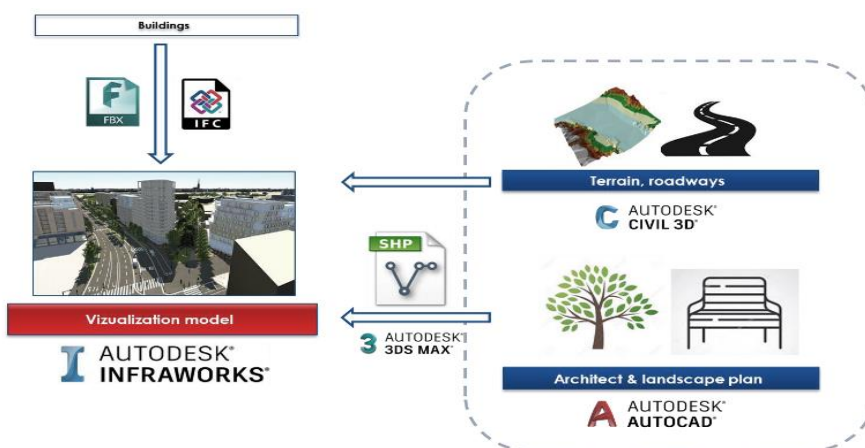 Buildings
FBX
IFC
Terrain, roadways
AUTODESK®
CIVIL 3D®
SHP
Vizualization model
AUTODESK®
3DS MAX®
AUTODESK®
INFRAWORKS®
Architect & landscape plan
AUTODESK®
AUTOCAD®